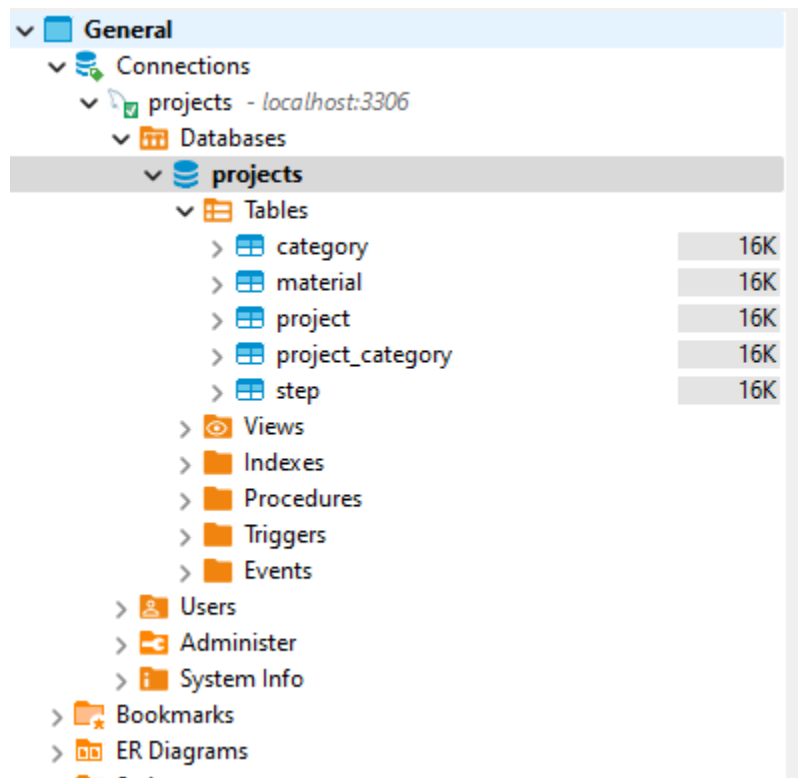 General
Connections
projects - localhost:3306
Databases
projects
Tables
category 16K
material 16K
project 16K
project_category 16K
step 16K
Views
Indexes
Procedures
Triggers
Events
Users
Administer
System Info
Bookmarks
ER Diagrams